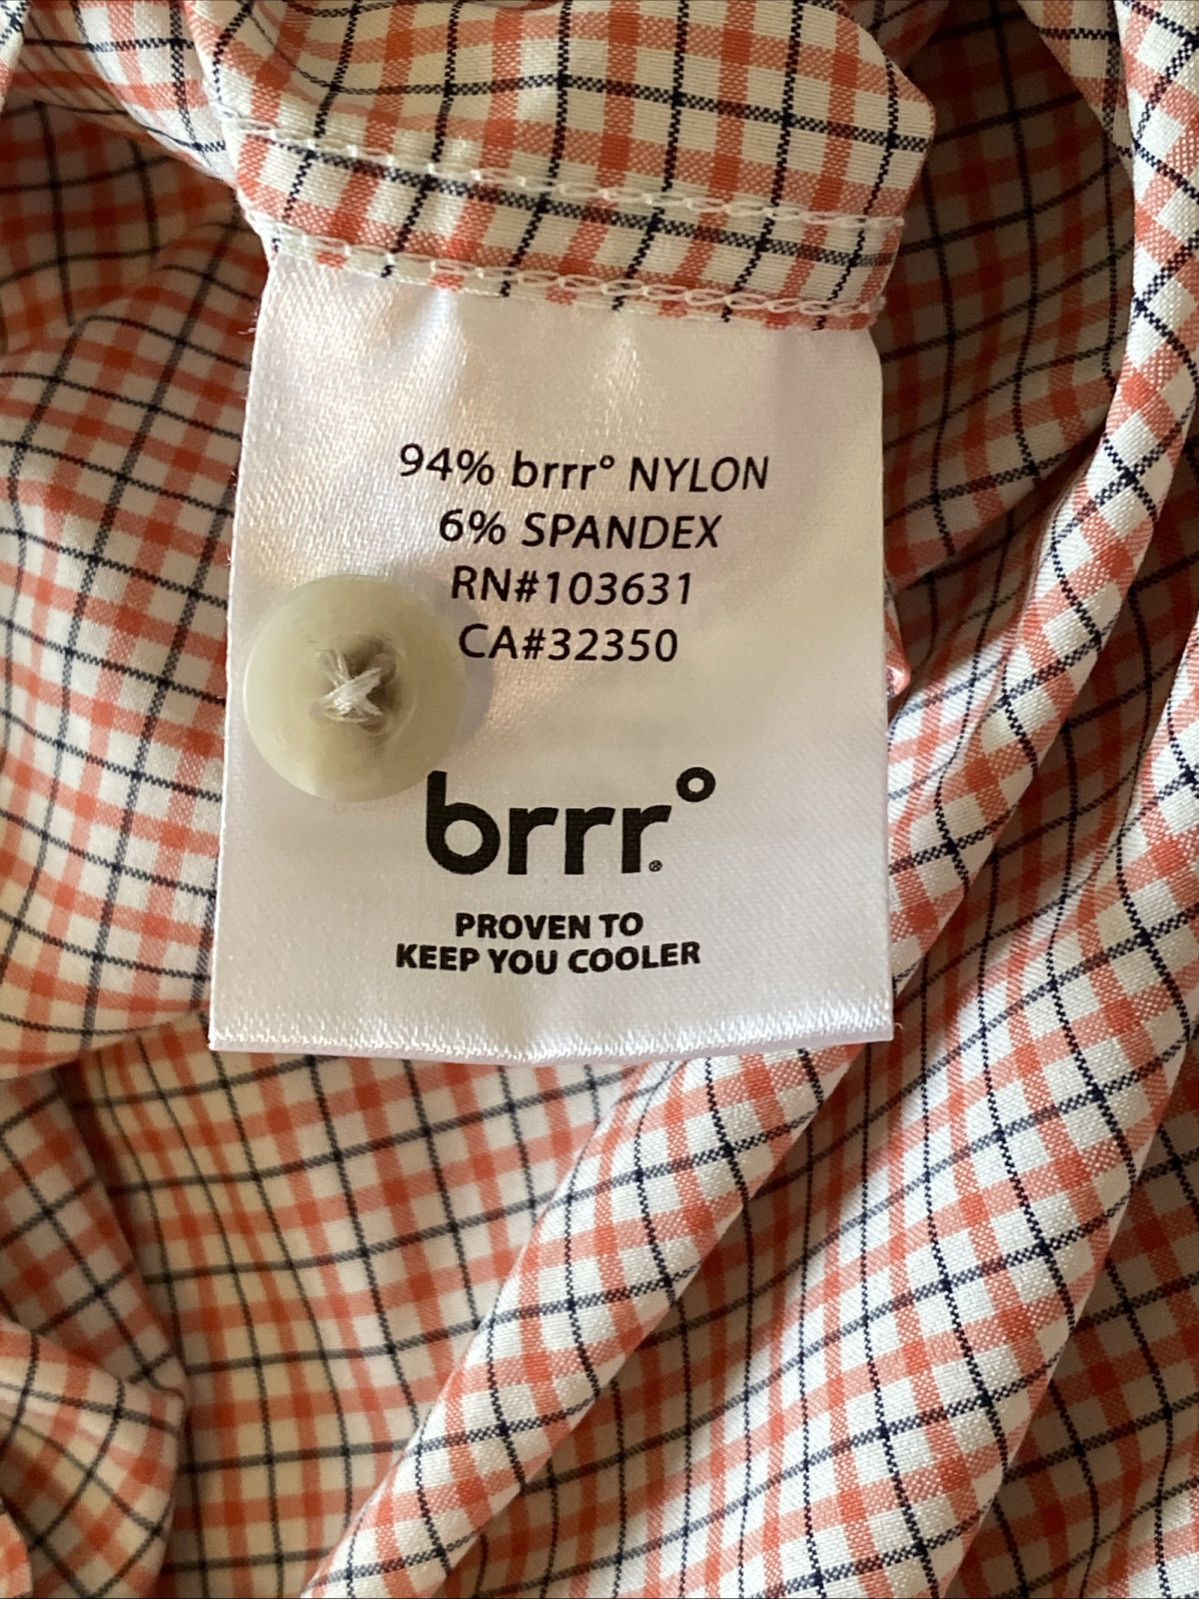 94% brrr° NYLON
6% SPANDEX
RN#103631
CA#32350
brrr°®
PROVEN TO
KEEP YOU COOLER